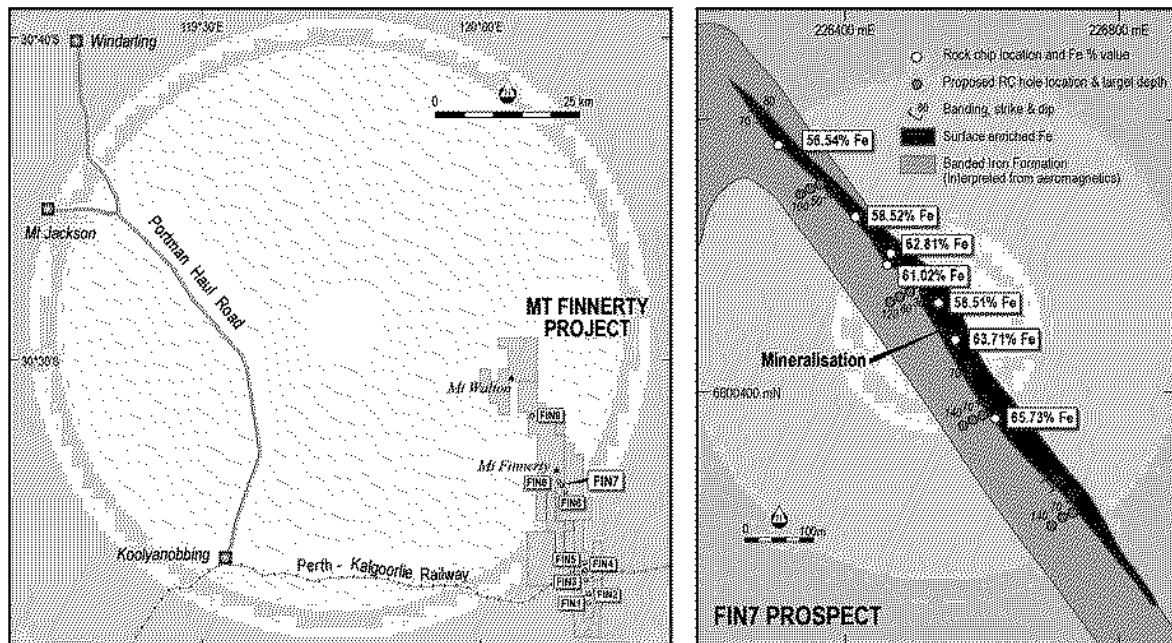 119°30'E
120°00'E
30°40'S
Windarling
0
25 km
Mt Jackson
Portman Haul Road
MT FINNERTY
PROJECT
Mt Walton
FIN9
Mt Finnerty
FIN7
Koolyanobbing
Perth - Kalgoorlie Railway
FIN5
FIN4
FIN3
FIN2
FIN1
226400 mE
226800 mE
Rock chip location and Fe % value
Proposed RC hole location & target depth
Banding, strike & dip
Surface enriched Fe
Banded Iron Formation
(Interpreted from aeromagnetics)
56.54% Fe
58.52% Fe
62.81% Fe
61.02% Fe
58.51% Fe
63.71% Fe
Mineralisation
65.73% Fe
0
100m
FIN7 PROSPECT